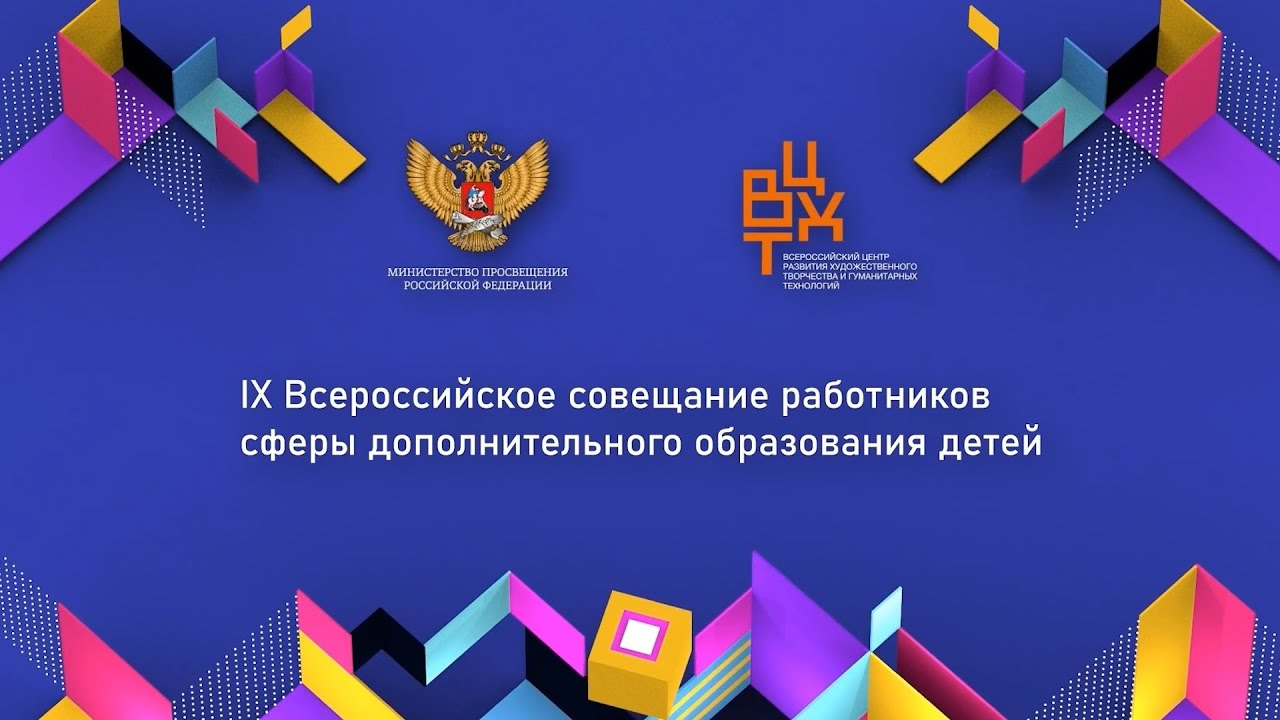 МИНИСТЕРСТВО ПРОСВЕЩЕНИЯ
РОССИЙСКОЙ ФЕДЕРАЦИИ
ВЦХТ
ВСЕРОССИЙСКИЙ ЦЕНТР
РАЗВИТИЯ ХУДОЖЕСТВЕННОГО
ТВОРЧЕСТВА И ГУМАНИТАРНЫХ
ТЕХНОЛОГИЙ
IX Всероссийское совещание работников
сферы дополнительного образования детей